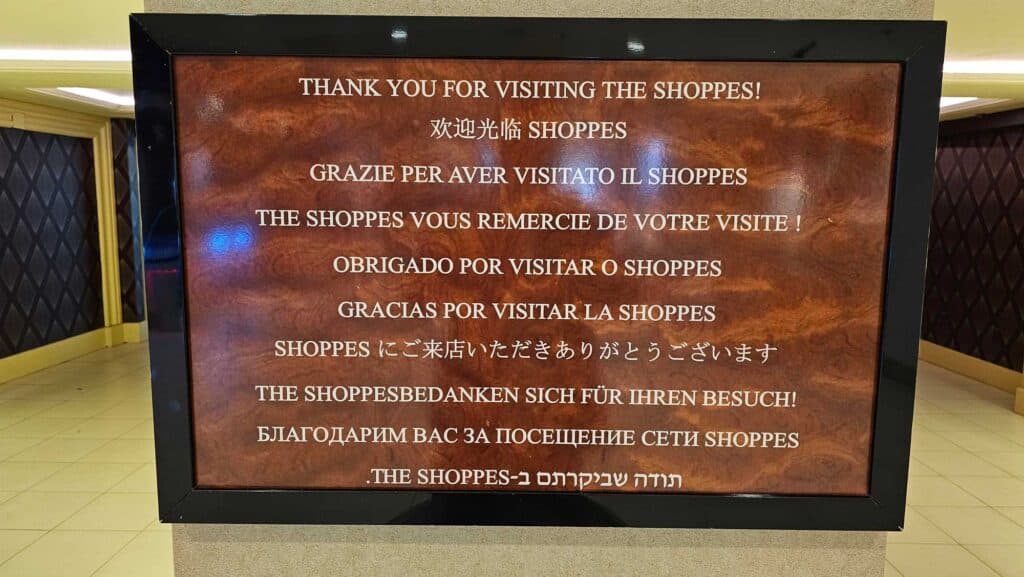 THANK YOU FOR VISITING THE SHOPPES!
欢迎光临 SHOPPES
GRAZIE PER AVER VISITATO IL SHOPPES
THE SHOPPES VOUS REMERCIE DE VOTRE VISITE !
OBRIGADO POR VISITAR O SHOPPES
GRACIAS POR VISITAR LA SHOPPES
SHOPPES にご来店いただきありがとうございます
THE SHOPPESBEDANKEN SICH FÜR IHREN BESUCH!
БЛАГОДАРИМ ВАС ЗА ПОСЕЩЕНИЕ СЕТИ SHOPPES
תודה שביקרתם ב-THE SHOPPES.